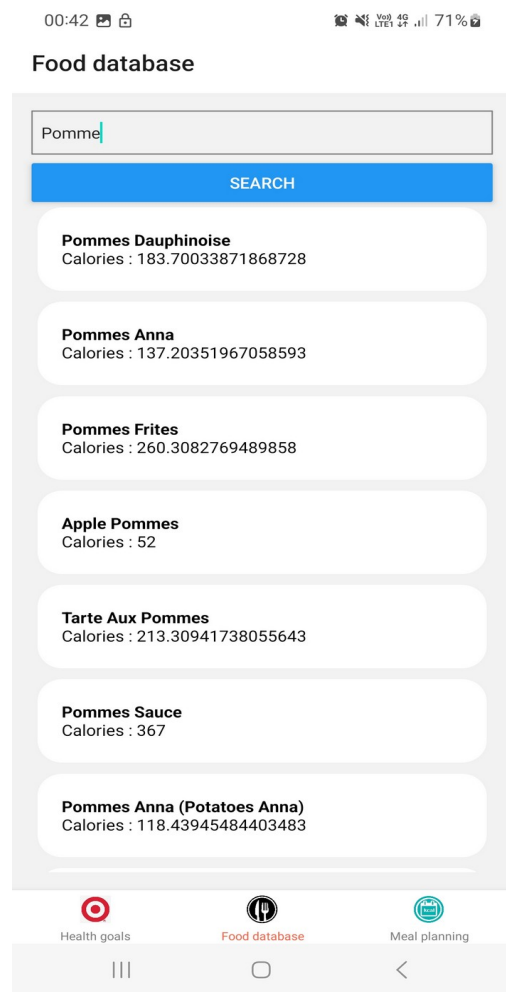 00:42
Vo)) 4G
LTE1 71%
Food database
Pomme
SEARCH
Pommes Dauphinoise
Calories : 183.70033871868728
Pommes Anna
Calories : 137.20351967058593
Pommes Frites
Calories : 260.3082769489858
Apple Pommes
Calories : 52
Tarte Aux Pommes
Calories : 213.30941738055643
Pommes Sauce
Calories : 367
Pommes Anna (Potatoes Anna)
Calories : 118.43945484403483
Health goals
Food database
Meal planning